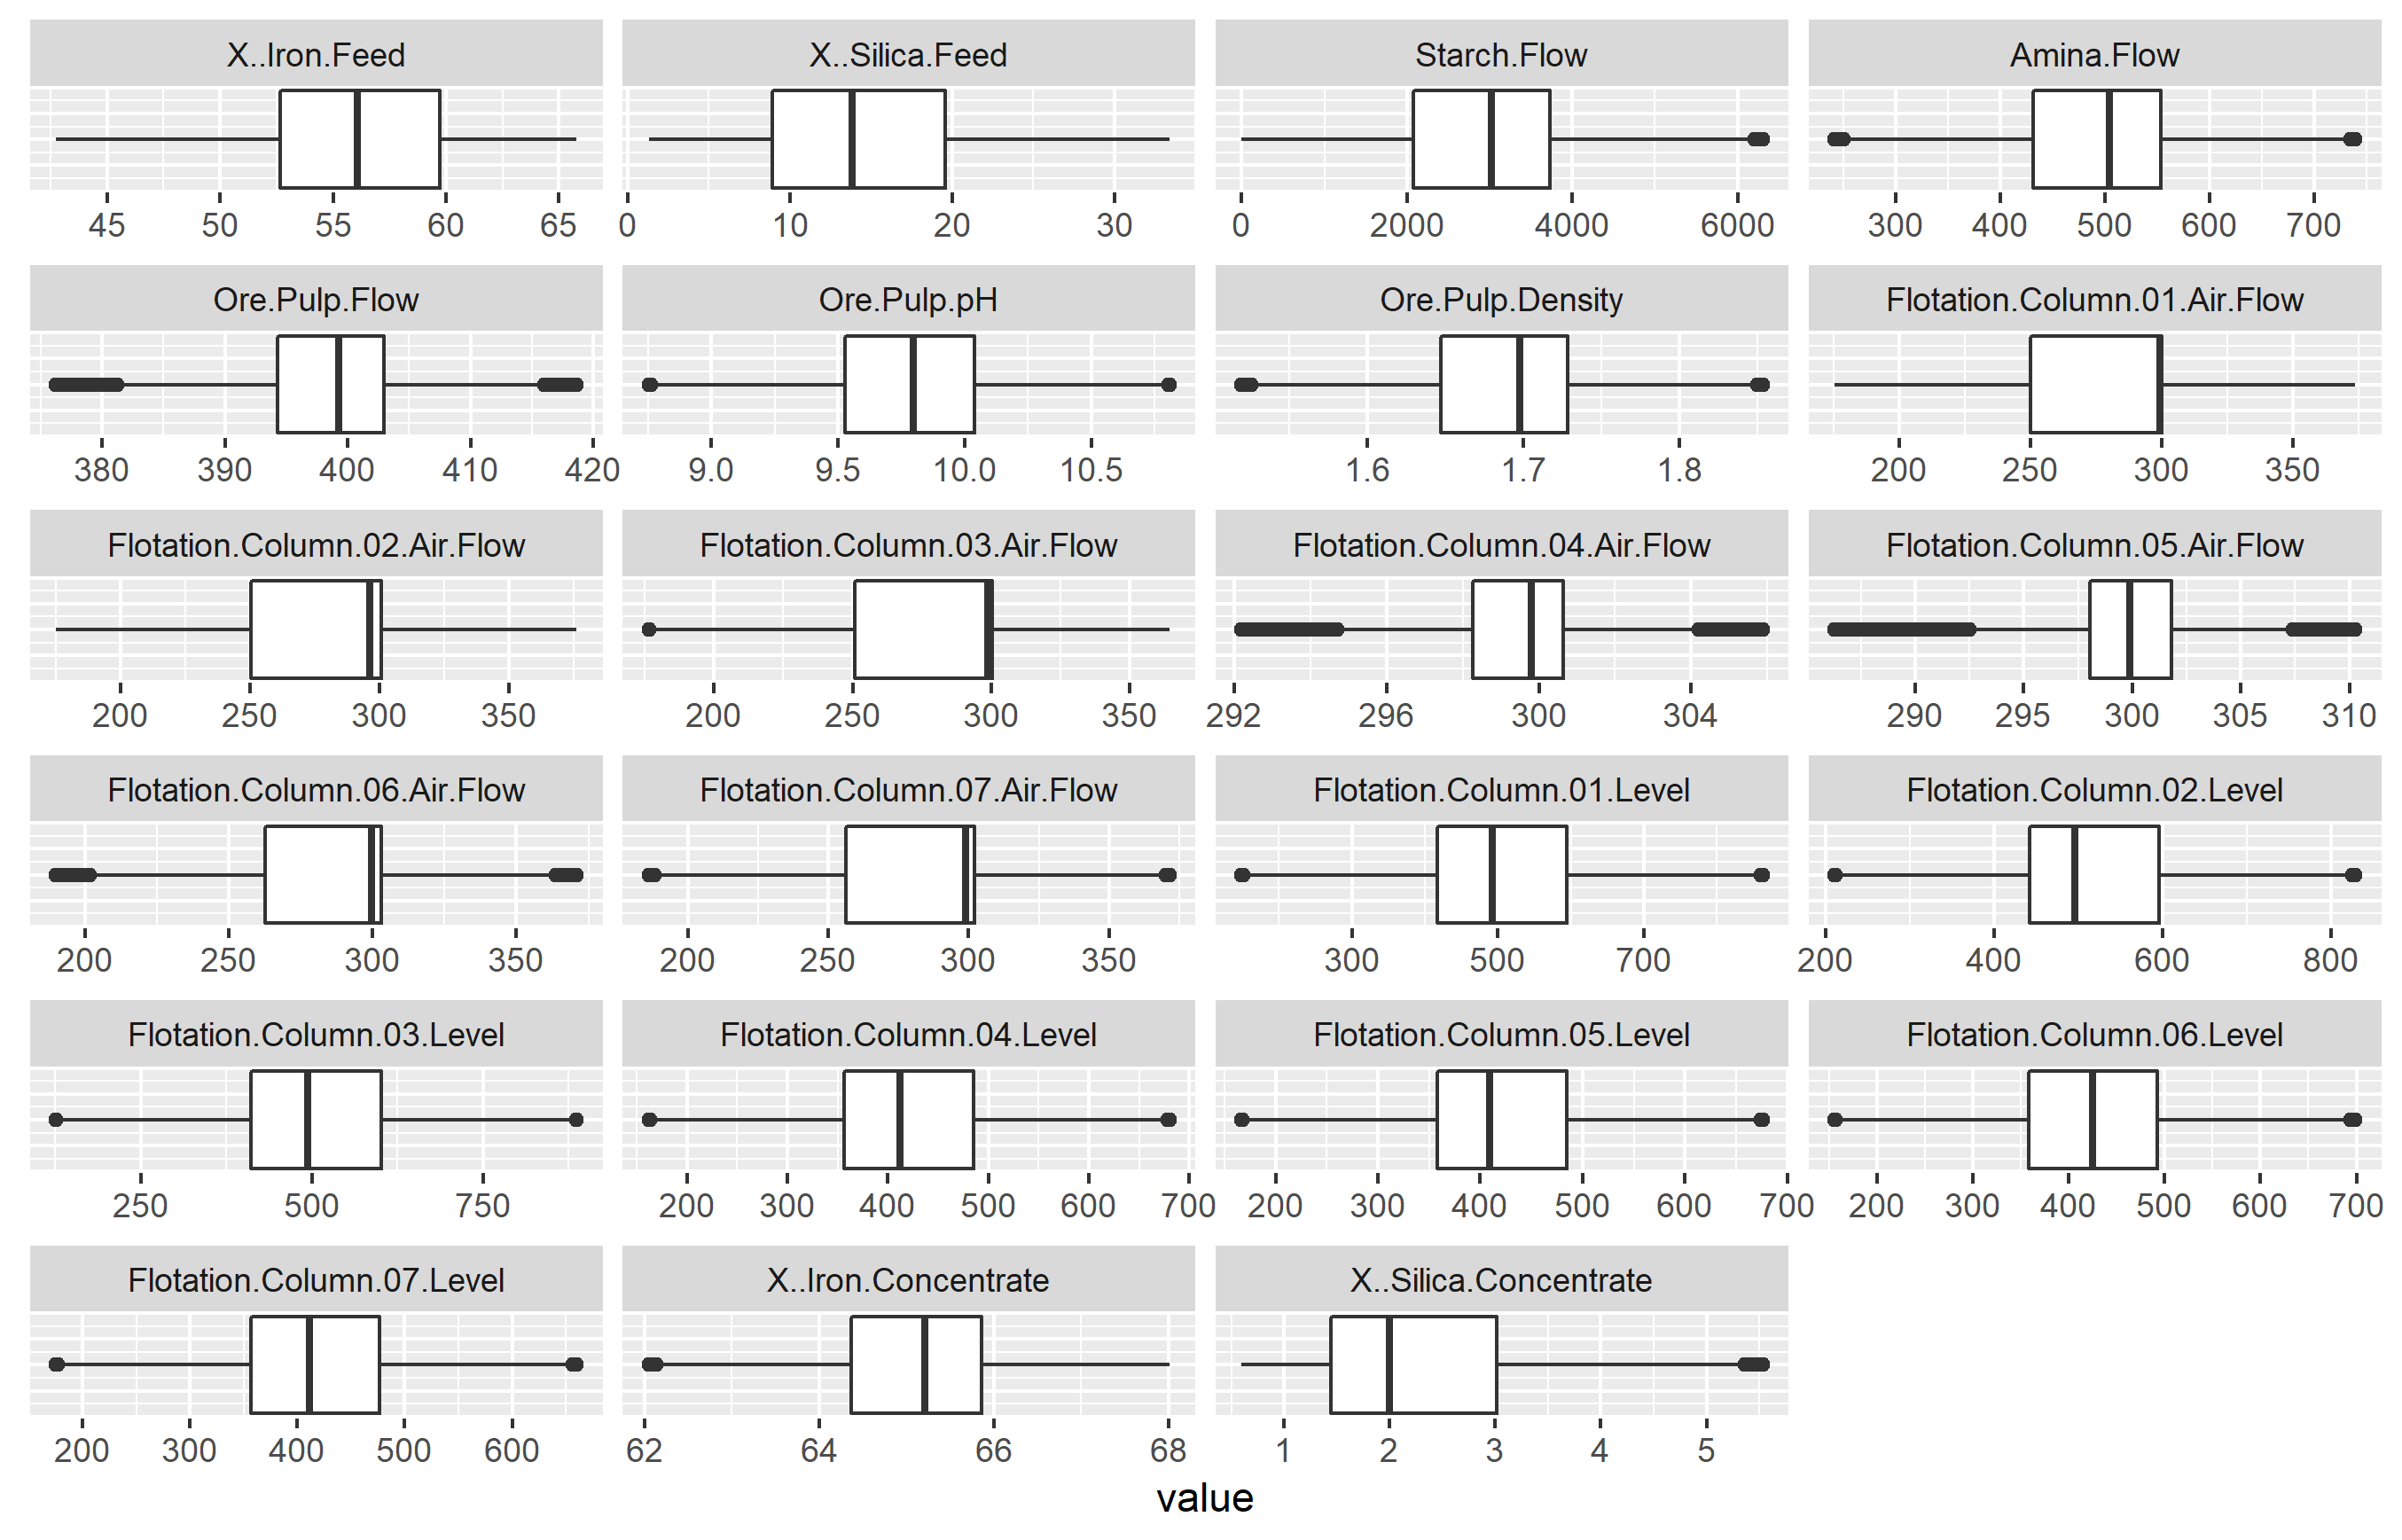 X..Iron.Feed X..Silica.Feed Starch.Flow Amina.Flow
45 50 55 60 65 0 10 20 30 0 2000 4000 6000 300 400 500 600 700
Ore.Pulp.Flow Ore.Pulp.pH Ore.Pulp.Density Flotation.Column.01.Air.Flow
380 390 400 410 420 9.0 9.5 10.0 10.5 1.6 1.7 1.8 200 250 300 350
Flotation.Column.02.Air.Flow Flotation.Column.03.Air.Flow Flotation.Column.04.Air.Flow Flotation.Column.05.Air.Flow
200 250 300 350 200 250 300 350 292 296 300 304 290 295 300 305 310
Flotation.Column.06.Air.Flow Flotation.Column.07.Air.Flow Flotation.Column.01.Level Flotation.Column.02.Level
200 250 300 350 200 250 300 350 300 500 700 200 400 600 800
Flotation.Column.03.Level Flotation.Column.04.Level Flotation.Column.05.Level Flotation.Column.06.Level
250 500 750 200 300 400 500 600 700 200 300 400 500 600 700 200 300 400 500 600 700
Flotation.Column.07.Level X..Iron.Concentrate X..Silica.Concentrate
200 300 400 500 600 62 64 66 68 1 2 3 4 5
value